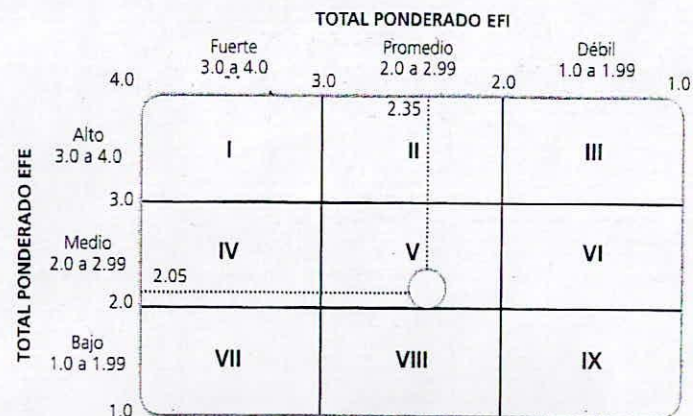 TOTAL PONDERADO EFI
Fuerte Promedio Débil
4.0 3.0 a 4.0 3.0 2.0 a 2.99 2.0 1.0 a 1.99 1.0
2.35
Alto
3.0 a 4.0
I II III
3.0
TOTAL PONDERADO EFE
Medio
2.0 a 2.99
IV V VI
2.05
2.0
Bajo
1.0 a 1.99
VII VIII IX
1.0